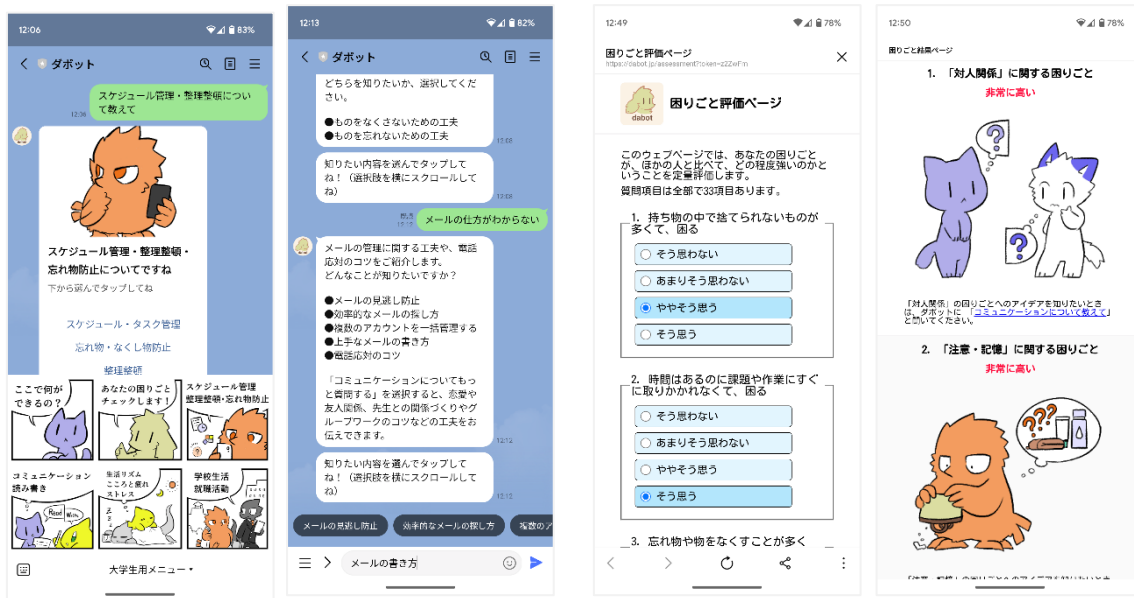 12:06
83%
ダボット
スケジュール管理・整理整頓につい
て教えて
12:06
スケジュール管理・整理整頓・
忘れ物防止についてですね
下から選んでタップしてね
スケジュール・タスク管理
忘れ物・なくし物防止
整理整頓
ここで何が
できるの?
あなたの困りごと
チェックします!
スケジュール管理
整理整頓・忘れ物防止
コミュニケーション
読み書き
Read
生活リズム
こころと疲れ
ストレス
学校生活
就職活動
大学生用メニュー
12:13
82%
ダボット
どちらを知りたいか、選択してくだ
さい。
●ものをなくさないための工夫
●ものを忘れないための工夫
知りたい内容を選んでタップして
ね!(選択肢を横にスクロールして
ね)
メールの仕方がわからない
メールの管理に関する工夫や、電話
応対のコツをご紹介します。
どんなことが知りたいですか?
●メールの見逃し防止
●効率的なメールの探し方
●複数のアカウントを一括管理する
●上手なメールの書き方
●電話応対のコツ
「コミュニケーションについてもっ
と質問する」を選択すると、恋愛や
友人関係、先生との関係づくりやグ
ループワークのコツなどの工夫をお
伝えできます。
12:12
知りたい内容を選んでタップして
ね!(選択肢を横にスクロールして
ね)
12:12
メールの見逃し防止
効率的なメールの探し方
複数のア
メールの書き方
12:49
78%
困りごと評価ページ
dabot
困りごと評価ページ
このウェブページでは、あなたの困りごと
が、ほかの人と比べて、どの程度強いのかと
いうことを定量評価します。
質問項目は全部で33項目あります。
1. 持ち物の中で捨てられないものが
多くて、困る
そう思わない
あまりそう思わない
ややそう思う
そう思う
2. 時間はあるのに課題や作業にすぐ
に取りかかれなくて、困る
そう思わない
あまりそう思わない
ややそう思う
そう思う
3. 忘れ物や物をなくすことが多く
12:50
78%
困りごと結果ページ
1. 「対人関係」に関する困りごと
非常に高い
「対人関係」の困りごとへのアイデアを知りたいとき
は、ダボットに「コミュニケーションについて教えて」
と聞いてください。
2. 「注意・記憶」に関する困りごと
非常に高い